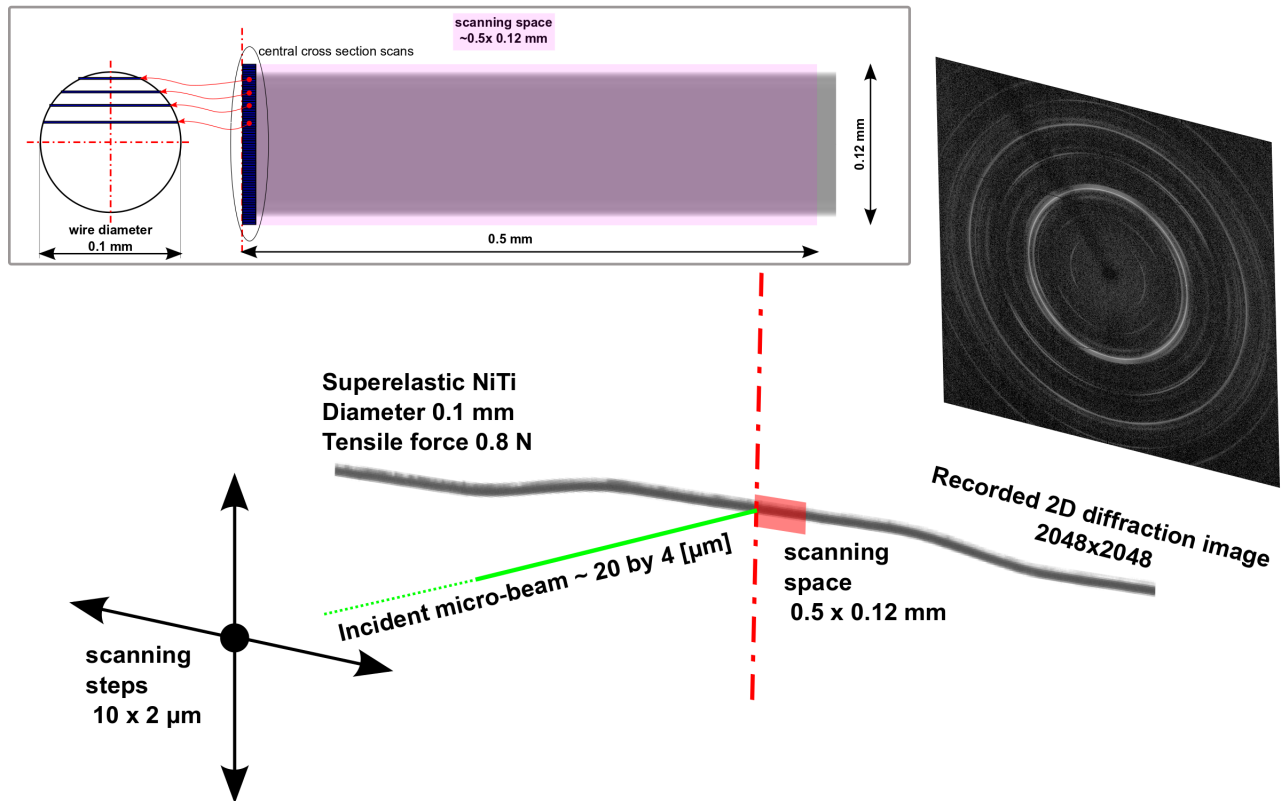 scanning space
~0.5x 0.12 mm
central cross section scans
wire diameter
0.1 mm
0.5 mm
0.12 mm
Superelastic NiTi
Diameter 0.1 mm
Tensile force 0.8 N
Recorded 2D diffraction image
2048x2048
Incident micro-beam ~ 20 by 4 [µm]
scanning
space
0.5 x 0.12 mm
scanning
steps
10 x 2 µm